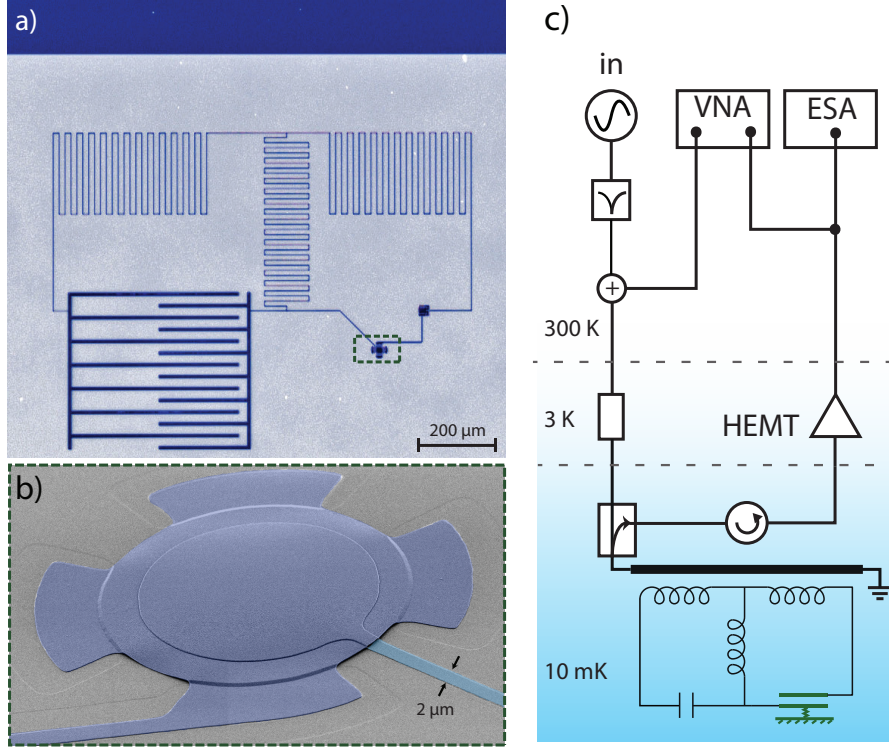 a)
200 µm
b)
2 µm
c)
in
VNA
ESA
+
300 K
3 K
HEMT
10 mK